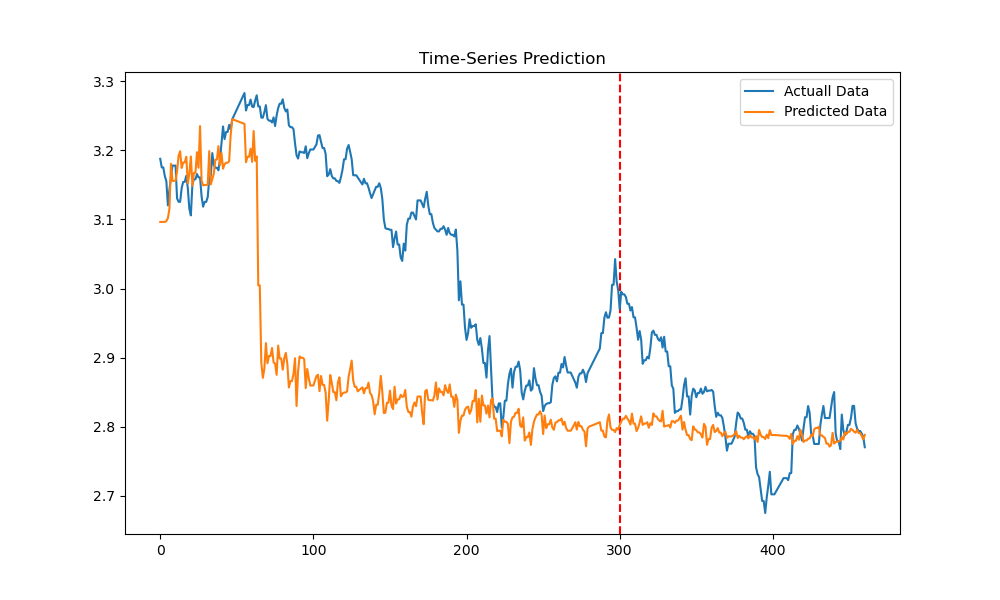 Time-Series Prediction
Actuall Data
Predicted Data
3.3
3.2
3.1
3.0
2.9
2.8
2.7
0 100 200 300 400